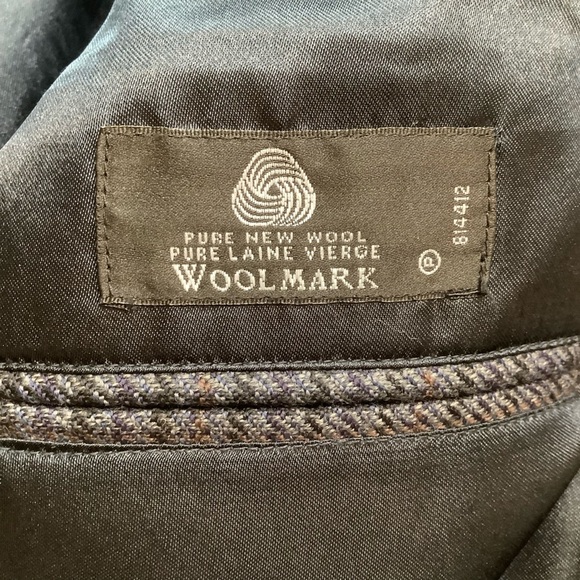 PURE NEW WOOL
PURE LAINE VIERGE
WOOLMARK
P
814412